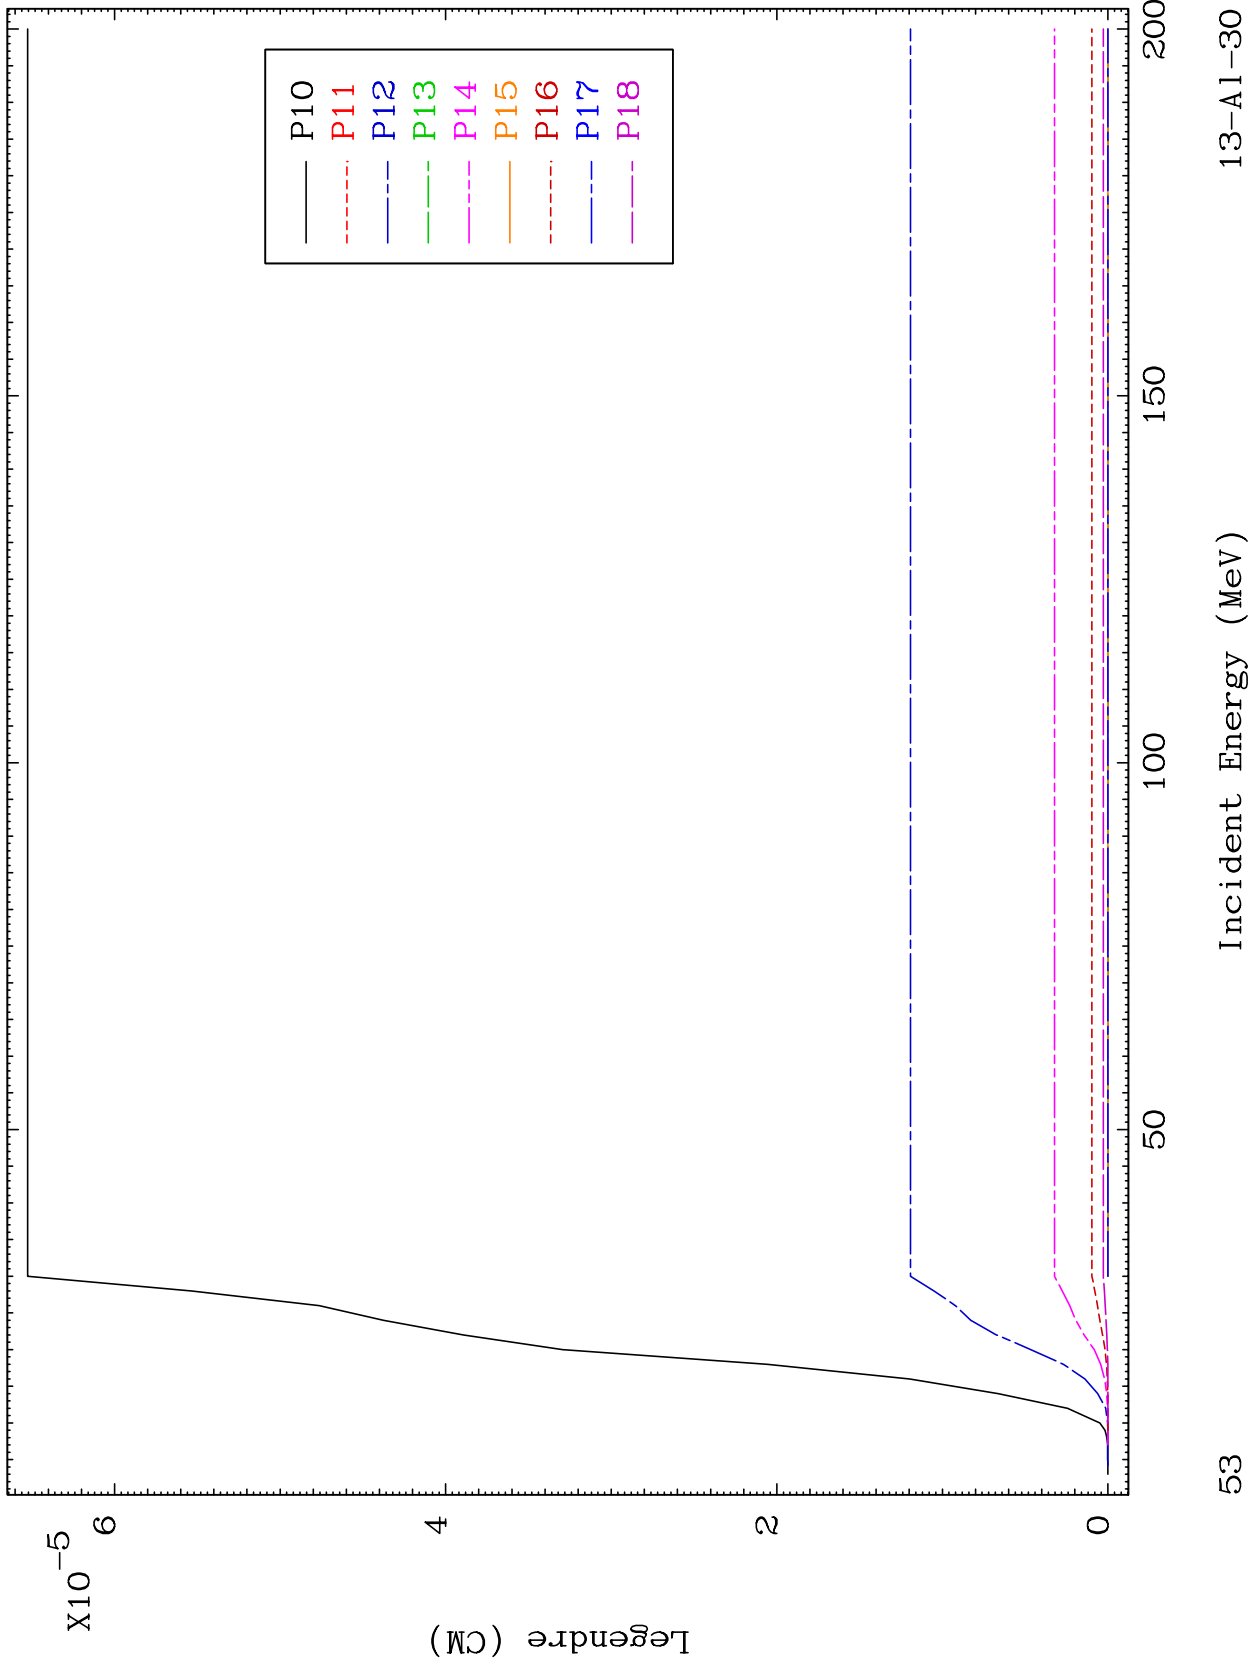 X10-5
6
4
2
0
Legendre (CM)
P10
P11
P12
P13
P14
P15
P16
P17
P18
50
100
150
200
Incident Energy (MeV)
53
13-Al-30